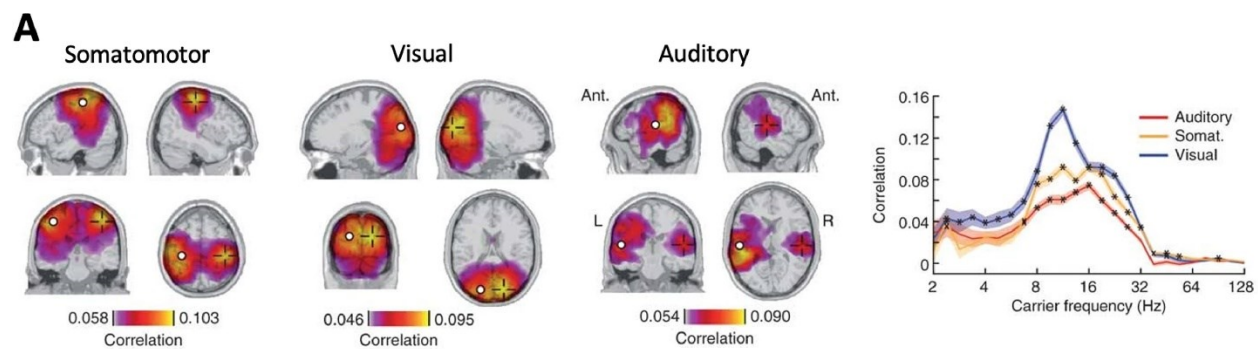 A
Somatomotor
Visual
Auditory
Ant.
Ant.
L
R
0.058
0.103
Correlation
0.046
0.095
Correlation
0.054
0.090
Correlation
0.16
0.12
0.08
0.04
0
Correlation
Auditory
Somat.
Visual
2 4 8 16 32 64 128
Carrier frequency (Hz)